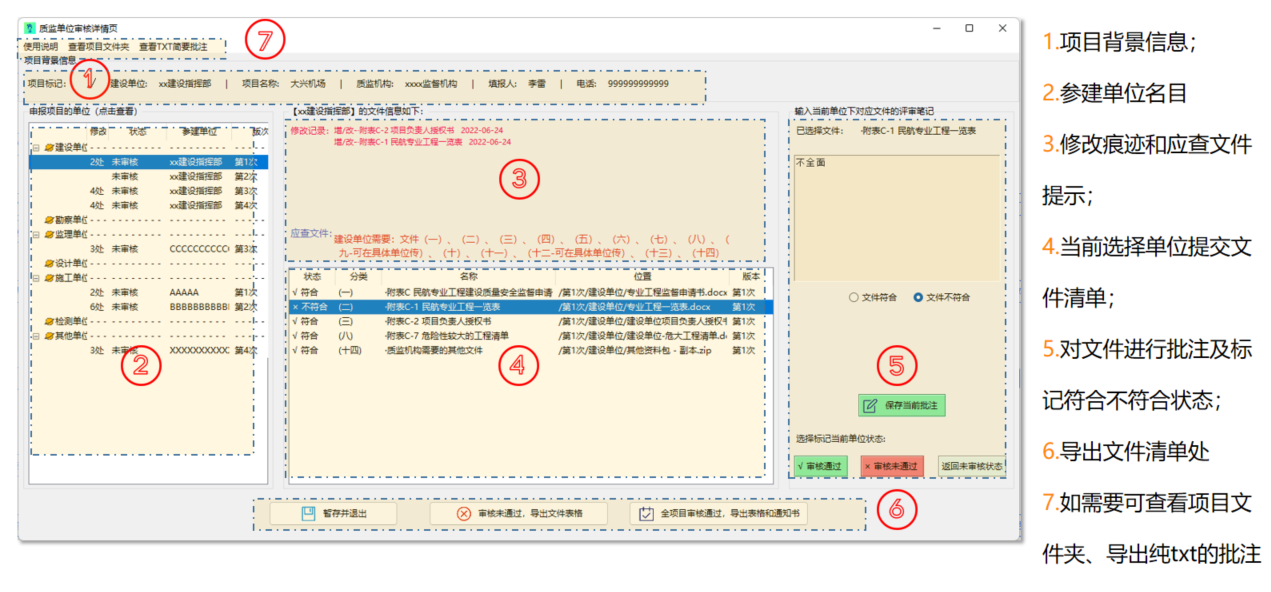 质监单位审核详情页
使用说明 查看项目文件夹 查看TXT简要批注
⑦
项目背景信息
①
项目标记: 建设单位: xx建设指挥部 | 项目名称: 大兴机场 | 质监机构: xxxx监督机构 | 填报人: 李雷 | 电话: 999999999999
申报项目的单位（点击查看）
修改 状态 参建单位 版次
建设单位
2处 未审核 xx建设指挥部 第1次
未审核 xx建设指挥部 第2次
4处 未审核 xx建设指挥部 第3次
4处 未审核 xx建设指挥部 第4次
勘察单位
监理单位
3处 未审核 CCCCCCCCCC 第3次
设计单位
施工单位
2处 未审核 AAAAA 第1次
6处 未审核 BBBBBBBBBB 第2次
检测单位
其他单位
3处 未审核 XXXXXXXXXX 第4次
②
【xx建设指挥部】的文件信息如下:
修改记录: 增/改--附表C-2 项目负责人授权书 2022-06-24
增/改--附表C-1 民航专业工程一览表 2022-06-24
③
应查文件: 建设单位需要：文件（一）、（二）、（三）、（四）、（五）、（六）、（七）、（八）、（
九-可在具体单位传）、（十）、（十一）、（十二-可在具体单位传）、（十三）、（十四）
状态 分类 名称 位置 版本
√ 符合 (一) -附表C 民航专业工程建设质量安全监督申请 /第1次/建设单位/专业工程监督申请书.docx 第1次
× 不符合 (二) -附表C-1 民航专业工程一览表 /第1次/建设单位/专业工程一览表.docx 第1次
√ 符合 (三) -附表C-2 项目负责人授权书 /第1次/建设单位/建设单位项目负责人授权书 第1次
√ 符合 (八) -附表C-7 危险性较大的工程清单 /第1次/建设单位/建设单位-危大工程清单.d 第1次
√ 符合 (十四) -质监机构需要的其他文件 /第1次/建设单位/其他资料包 - 副本.zip 第1次
④
输入当前单位下对应文件的评审笔记
已选择文件: -附表C-1 民航专业工程一览表
不全面
文件符合 文件不符合
⑤
保存当前批注
选择标记当前单位状态:
√ 审核通过 × 审核未通过 返回未审核状态
暂存并退出 审核未通过，导出文件表格 全项目审核通过，导出表格和通知书
⑥
1.项目背景信息；
2.参建单位名目
3.修改痕迹和应查文件
提示；
4.当前选择单位提交文
件清单；
5.对文件进行批注及标
记符合不符合状态；
6.导出文件清单处
7.如需要可查看项目文
件夹、导出纯txt的批注